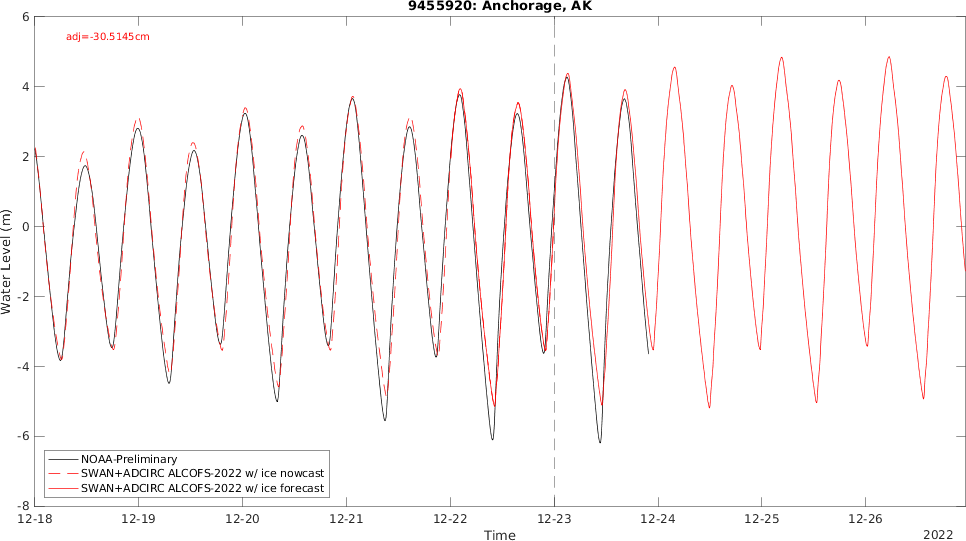 9455920: Anchorage, AK
adj=-30.5145cm
6
4
2
0
-2
-4
-6
-8
Water Level (m)
NOAA-Preliminary
SWAN+ADCIRC ALCOFS-2022 w/ ice nowcast
SWAN+ADCIRC ALCOFS-2022 w/ ice forecast
12-18 12-19 12-20 12-21 12-22 12-23 12-24 12-25 12-26
Time
2022